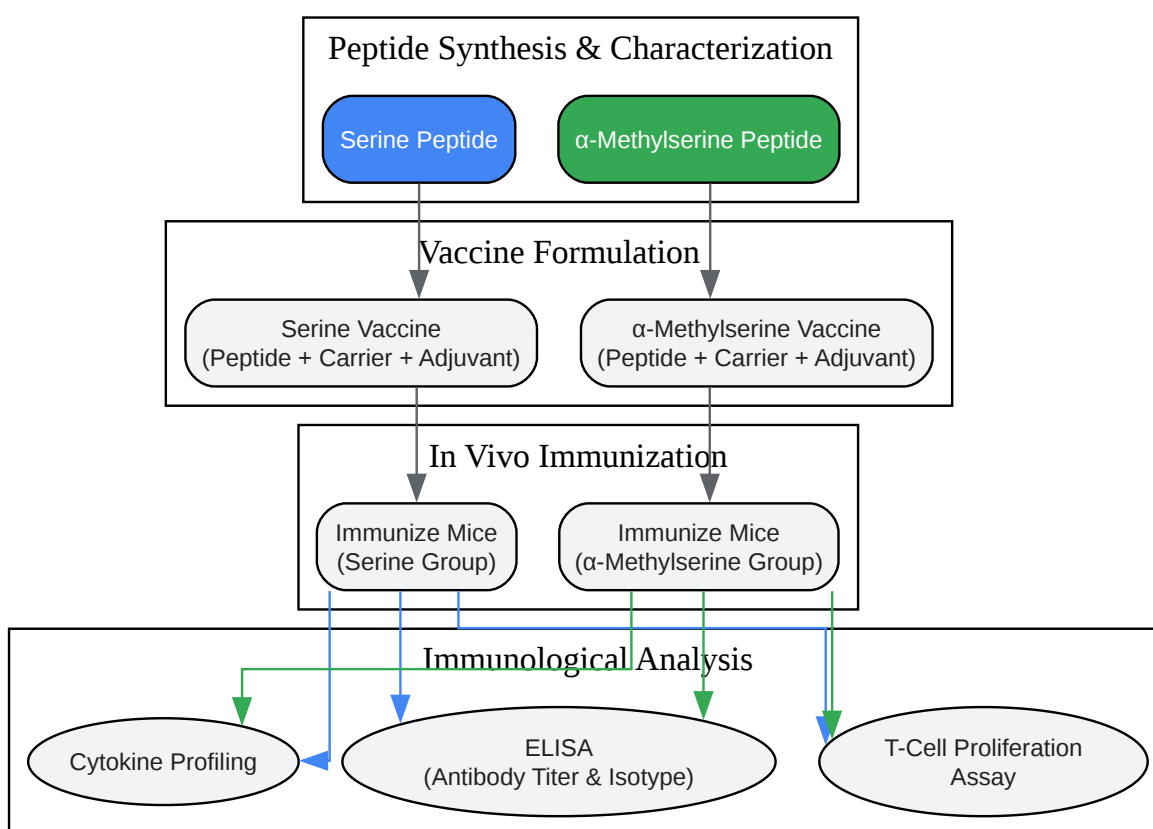 Peptide Synthesis & Characterization
Serine Peptide
α-Methylserine Peptide
Vaccine Formulation
Serine Vaccine
(Peptide + Carrier + Adjuvant)
α-Methylserine Vaccine
(Peptide + Carrier + Adjuvant)
In Vivo Immunization
Immunize Mice
(Serine Group)
Immunize Mice
(α-Methylserine Group)
Immunological Analysis
Cytokine Profiling
ELISA
(Antibody Titer & Isotype)
T-Cell Proliferation
Assay